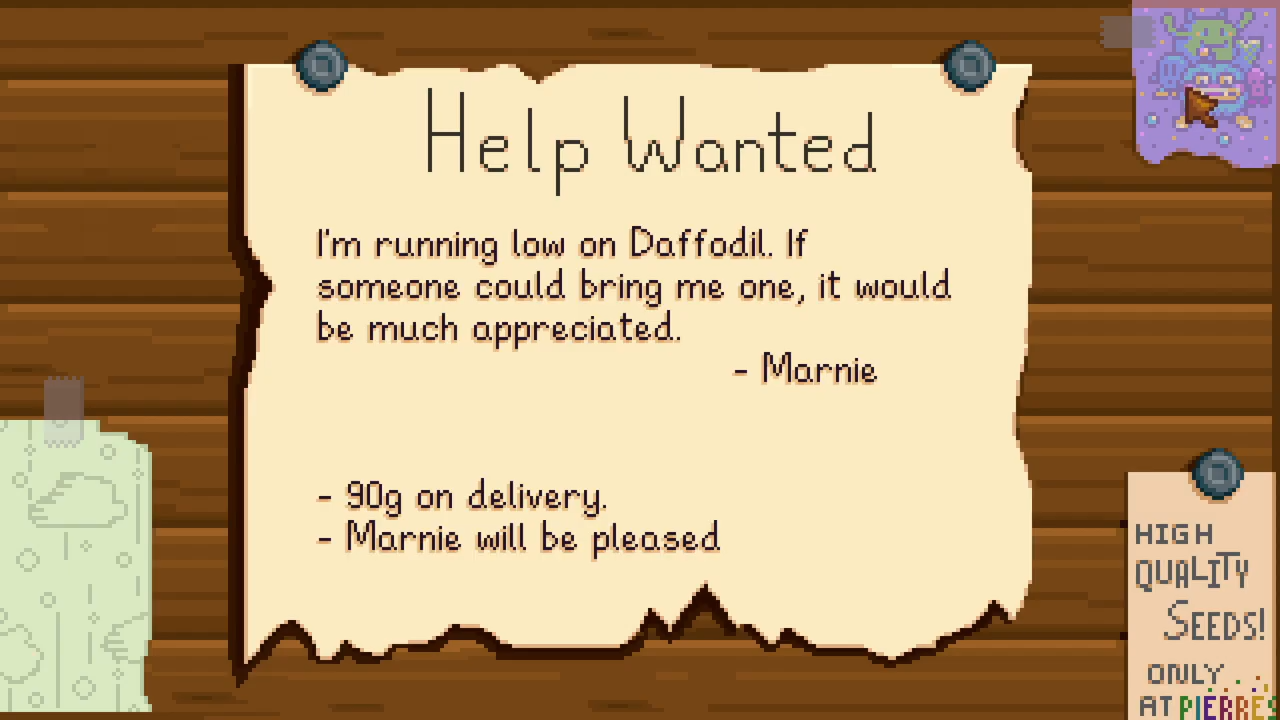 Help Wanted
I'm running low on Daffodil. If
someone could bring me one, it would
be much appreciated.
- Marnie
- 90g on delivery.
- Marnie will be pleased
HIGH
QUALITY
SEEDS!
ONLY
AT PIERRES